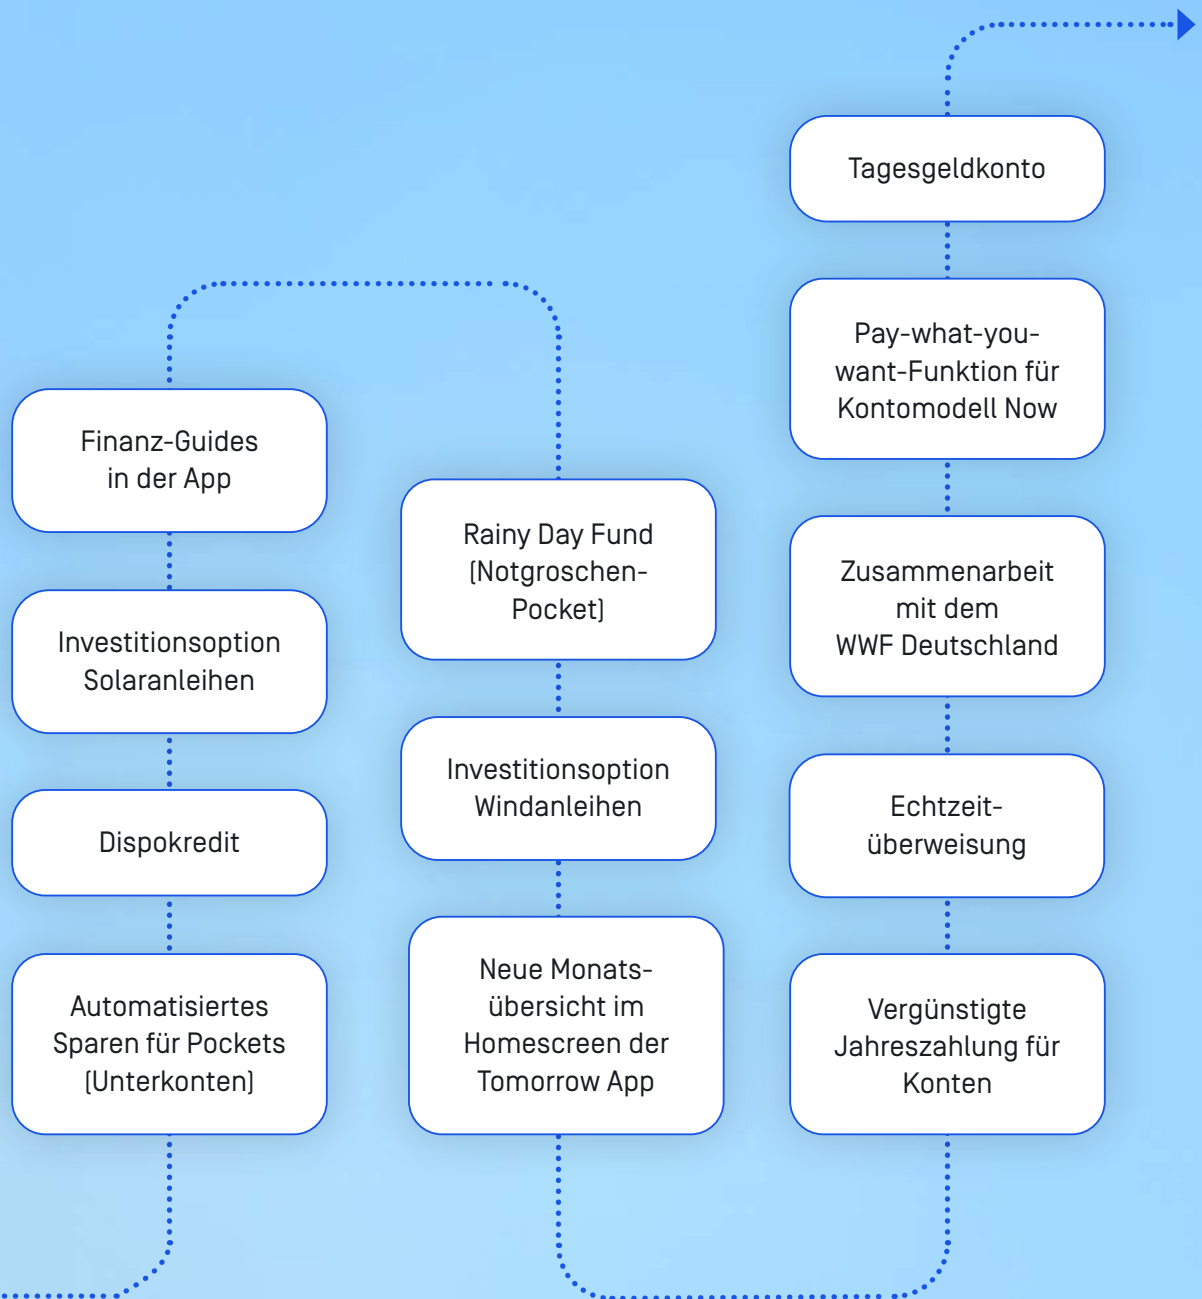 Finanz-Guides
in der App
Investitionsoption
Solaranleihen
Dispokredit
Automatisiertes
Sparen für Pockets
(Unterkonten)
Rainy Day Fund
(Notgroschen-
Pocket)
Investitionsoption
Windanleihen
Neue Monats-
übersicht im
Homescreen der
Tomorrow App
Tagesgeldkonto
Pay-what-you-
want-Funktion für
Kontomodell Now
Zusammenarbeit
mit dem
WWF Deutschland
Echtzeit-
überweisung
Vergünstigte
Jahreszahlung für
Konten